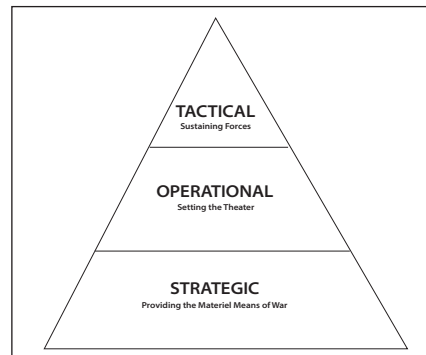 TACTICAL
Sustaining Forces
OPERATIONAL
Setting the Theater
STRATEGIC
Providing the Materiel Means of War